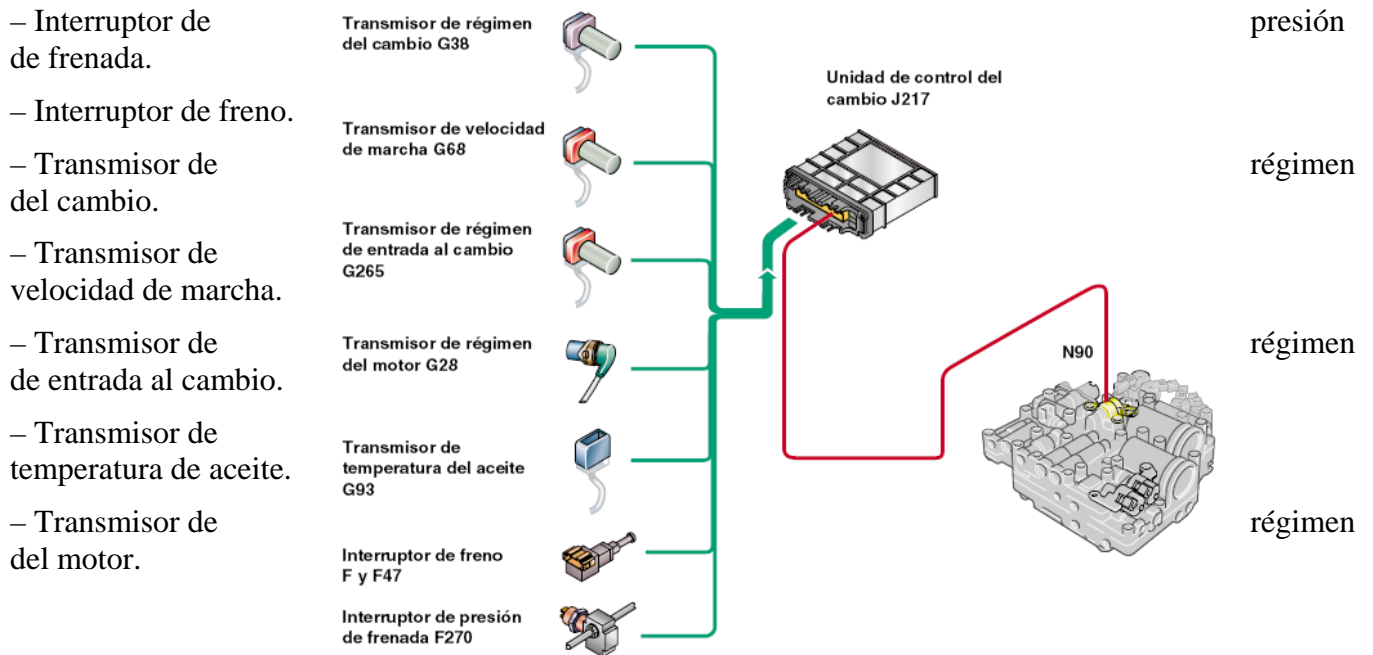 – Interruptor de presión
de frenada.
– Interruptor de freno.
– Transmisor de régimen
del cambio.
– Transmisor de
velocidad de marcha.
– Transmisor de régimen
de entrada al cambio.
– Transmisor de
temperatura de aceite.
– Transmisor de régimen
del motor.
Transmisor de régimen
del cambio G38
Transmisor de velocidad
de marcha G68
Transmisor de régimen
de entrada al cambio
G265
Transmisor de régimen
del motor G28
Transmisor de
temperatura del aceite
G93
Interruptor de freno
F y F47
Interruptor de presión
de frenada F270
Unidad de control del
cambio J217
N90